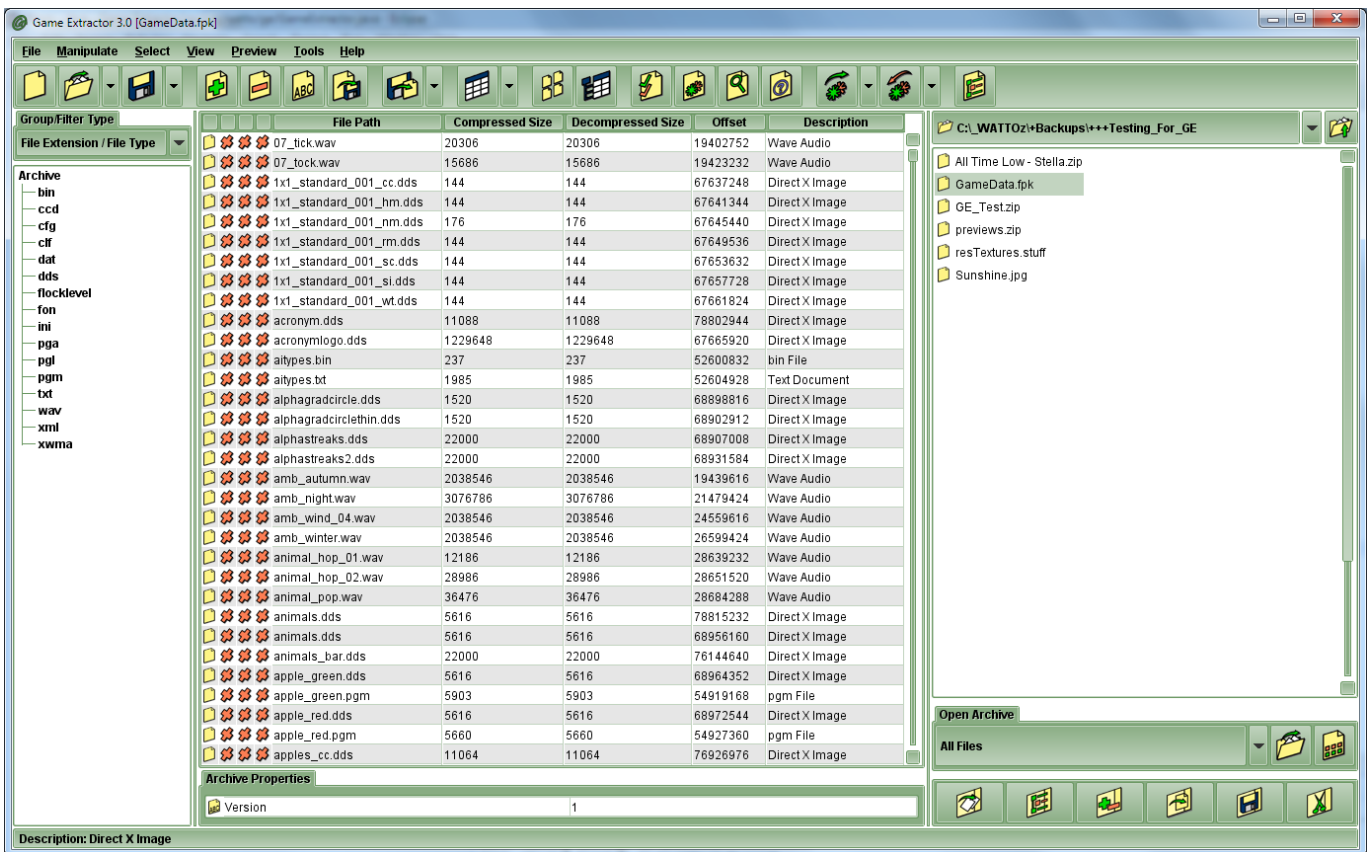 Game Extractor 3.0 [GameData.fpk]
File Manipulate Select View Preview Tools Help
ABC
Group/Filter Type
File Extension / File Type
Archive
bin
ccd
cfg
clf
dat
dds
flocklevel
fon
ini
pga
pgl
pgm
txt
wav
xml
xwma
File Path Compressed Size Decompressed Size Offset Description
07_tick.wav 20306 20306 19402752 Wave Audio
07_tock.wav 15686 15686 19423232 Wave Audio
1x1_standard_001_cc.dds 144 144 67637248 Direct X Image
1x1_standard_001_hm.dds 144 144 67641344 Direct X Image
1x1_standard_001_nm.dds 176 176 67645440 Direct X Image
1x1_standard_001_rm.dds 144 144 67649536 Direct X Image
1x1_standard_001_sc.dds 144 144 67653632 Direct X Image
1x1_standard_001_si.dds 144 144 67657728 Direct X Image
1x1_standard_001_wt.dds 144 144 67661824 Direct X Image
acronym.dds 11088 11088 78802944 Direct X Image
acronymlogo.dds 1229648 1229648 67665920 Direct X Image
aitypes.bin 237 237 52600832 bin File
aitypes.txt 1985 1985 52604928 Text Document
alphagradcircle.dds 1520 1520 68898816 Direct X Image
alphagradcirclethin.dds 1520 1520 68902912 Direct X Image
alphastreaks.dds 22000 22000 68907008 Direct X Image
alphastreaks2.dds 22000 22000 68931584 Direct X Image
amb_autumn.wav 2038546 2038546 19439616 Wave Audio
amb_night.wav 3076786 3076786 21479424 Wave Audio
amb_wind_04.wav 2038546 2038546 24559616 Wave Audio
amb_winter.wav 2038546 2038546 26599424 Wave Audio
animal_hop_01.wav 12186 12186 28639232 Wave Audio
animal_hop_02.wav 28986 28986 28651520 Wave Audio
animal_pop.wav 36476 36476 28684288 Wave Audio
animals.dds 5616 5616 78815232 Direct X Image
animals.dds 5616 5616 68956160 Direct X Image
animals_bar.dds 22000 22000 76144640 Direct X Image
apple_green.dds 5616 5616 68964352 Direct X Image
apple_green.pgm 5903 5903 54919168 pgm File
apple_red.dds 5616 5616 68972544 Direct X Image
apple_red.pgm 5660 5660 54927360 pgm File
apples_cc.dds 11064 11064 76926976 Direct X Image
Archive Properties
Version 1
C:\_WATTOz\+Backups\+++Testing_For_GE
All Time Low - Stella.zip
GameData.fpk
GE_Test.zip
previews.zip
resTextures.stuff
Sunshine.jpg
Open Archive
All Files
Description: Direct X Image